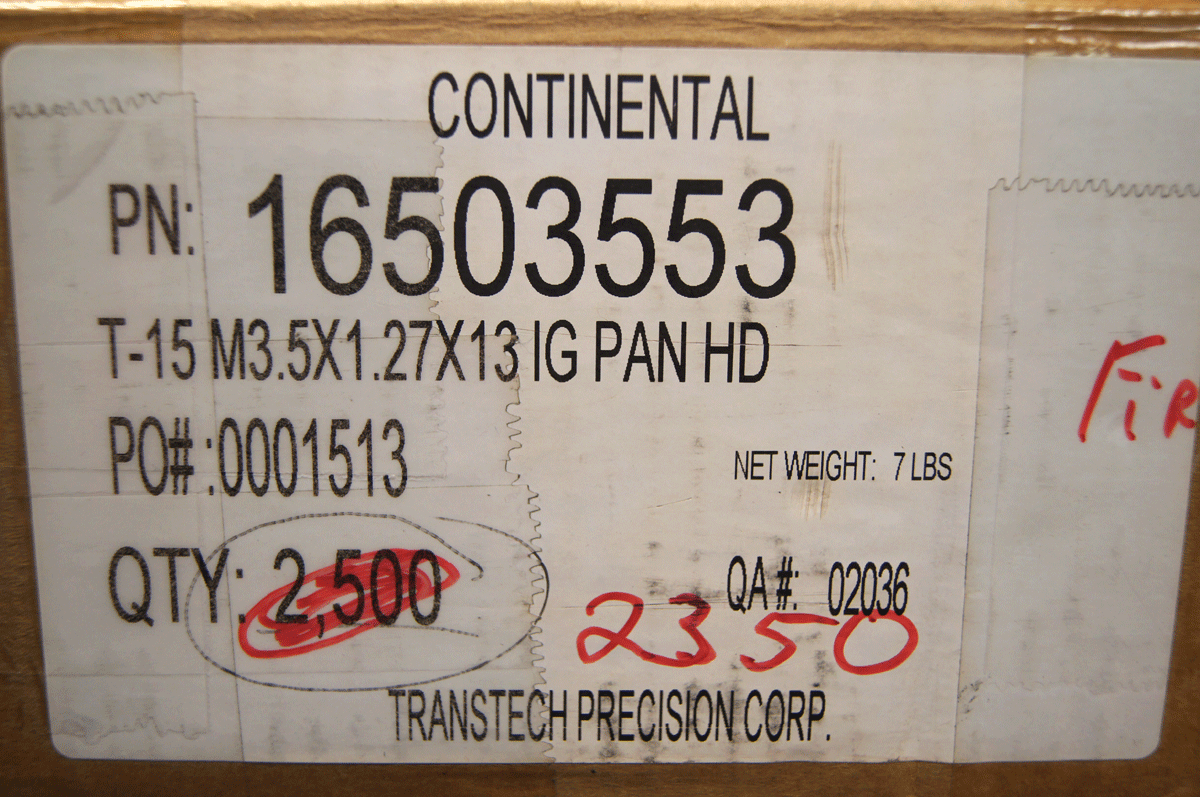 CONTINENTAL
PN: 16503553
T-15 M3.5X1.27X13 IG PAN HD
FiR
PO# :0001513
NET WEIGHT: 7 LBS
QTY: 2,500
QA #: 02036
2350
TRANSTECH PRECISION CORP.